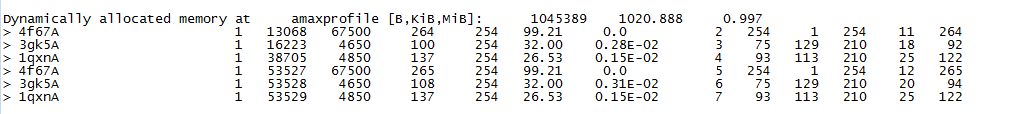 Dynamically allocated memory at amaxprofile [B,KiB,MiB]: 1045389 1020.888 0.997
> 4f67A 1 13068 67500 264 254 99.21 0.0 2 254 1 254 11 264
> 3gk5A 1 16223 4650 100 254 32.00 0.28E-02 3 75 129 210 18 92
> 1qxnA 1 38705 4850 137 254 26.53 0.15E-02 4 93 113 210 25 122
> 4f67A 1 53527 67500 265 254 99.21 0.0 5 254 1 254 12 265
> 3gk5A 1 53528 4650 108 254 32.00 0.31E-02 6 75 129 210 20 94
> 1qxnA 1 53529 4850 137 254 26.53 0.15E-02 7 93 113 210 25 122